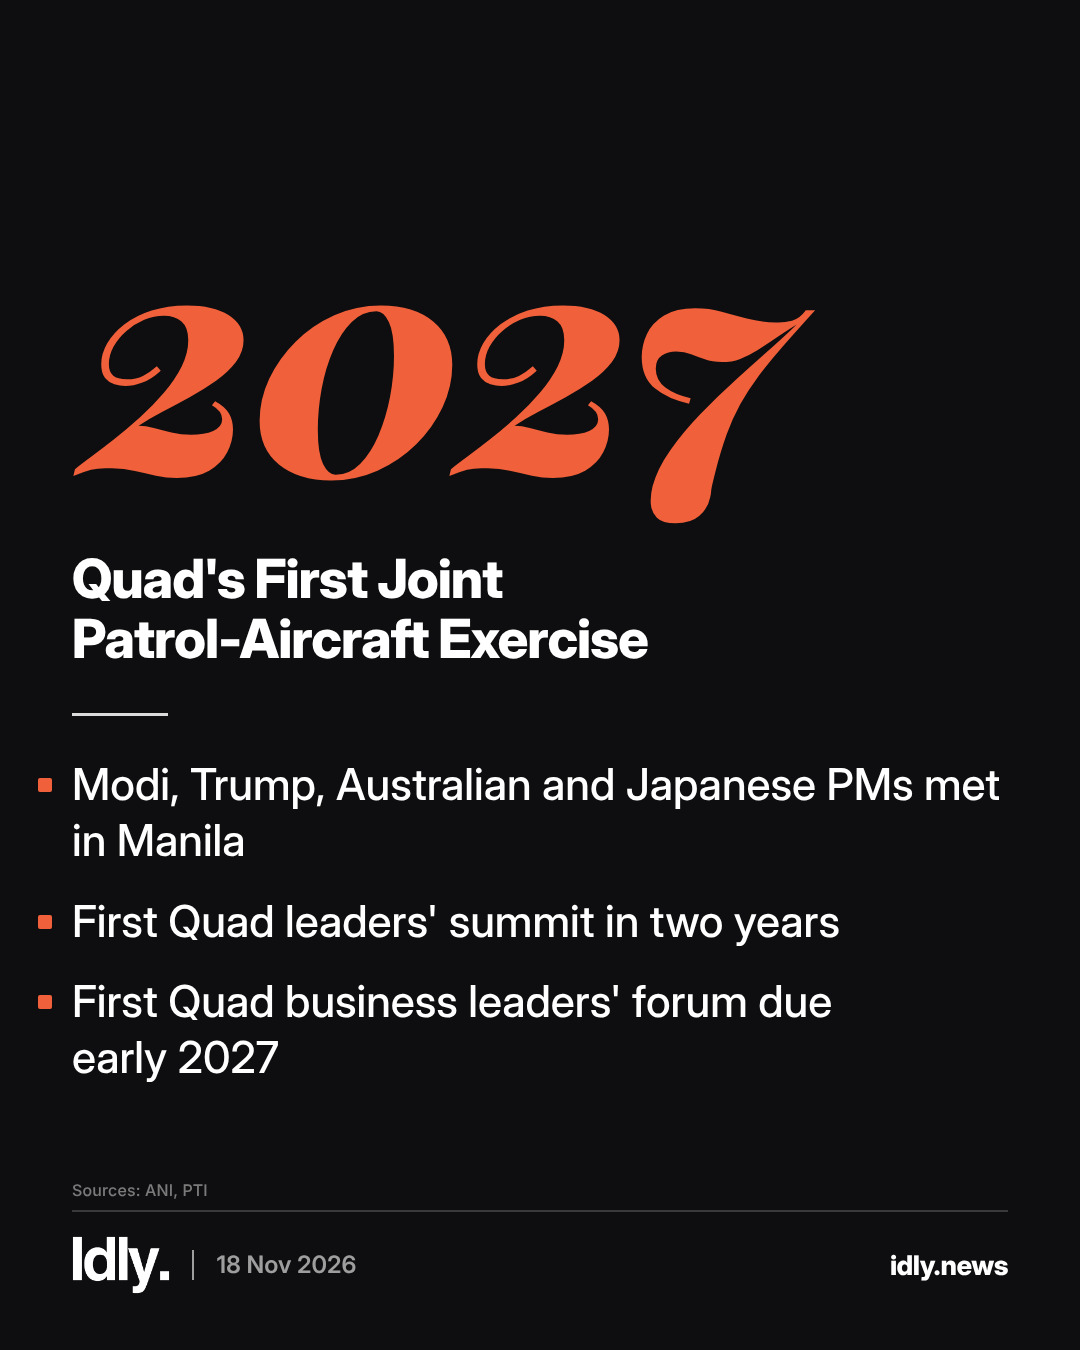 2027
Quad's First Joint
Patrol-Aircraft Exercise
Modi, Trump, Australian and Japanese PMs met
in Manila
First Quad leaders' summit in two years
First Quad business leaders' forum due
early 2027
Sources: ANI, PTI
Idly. | 18 Nov 2026
idly.news